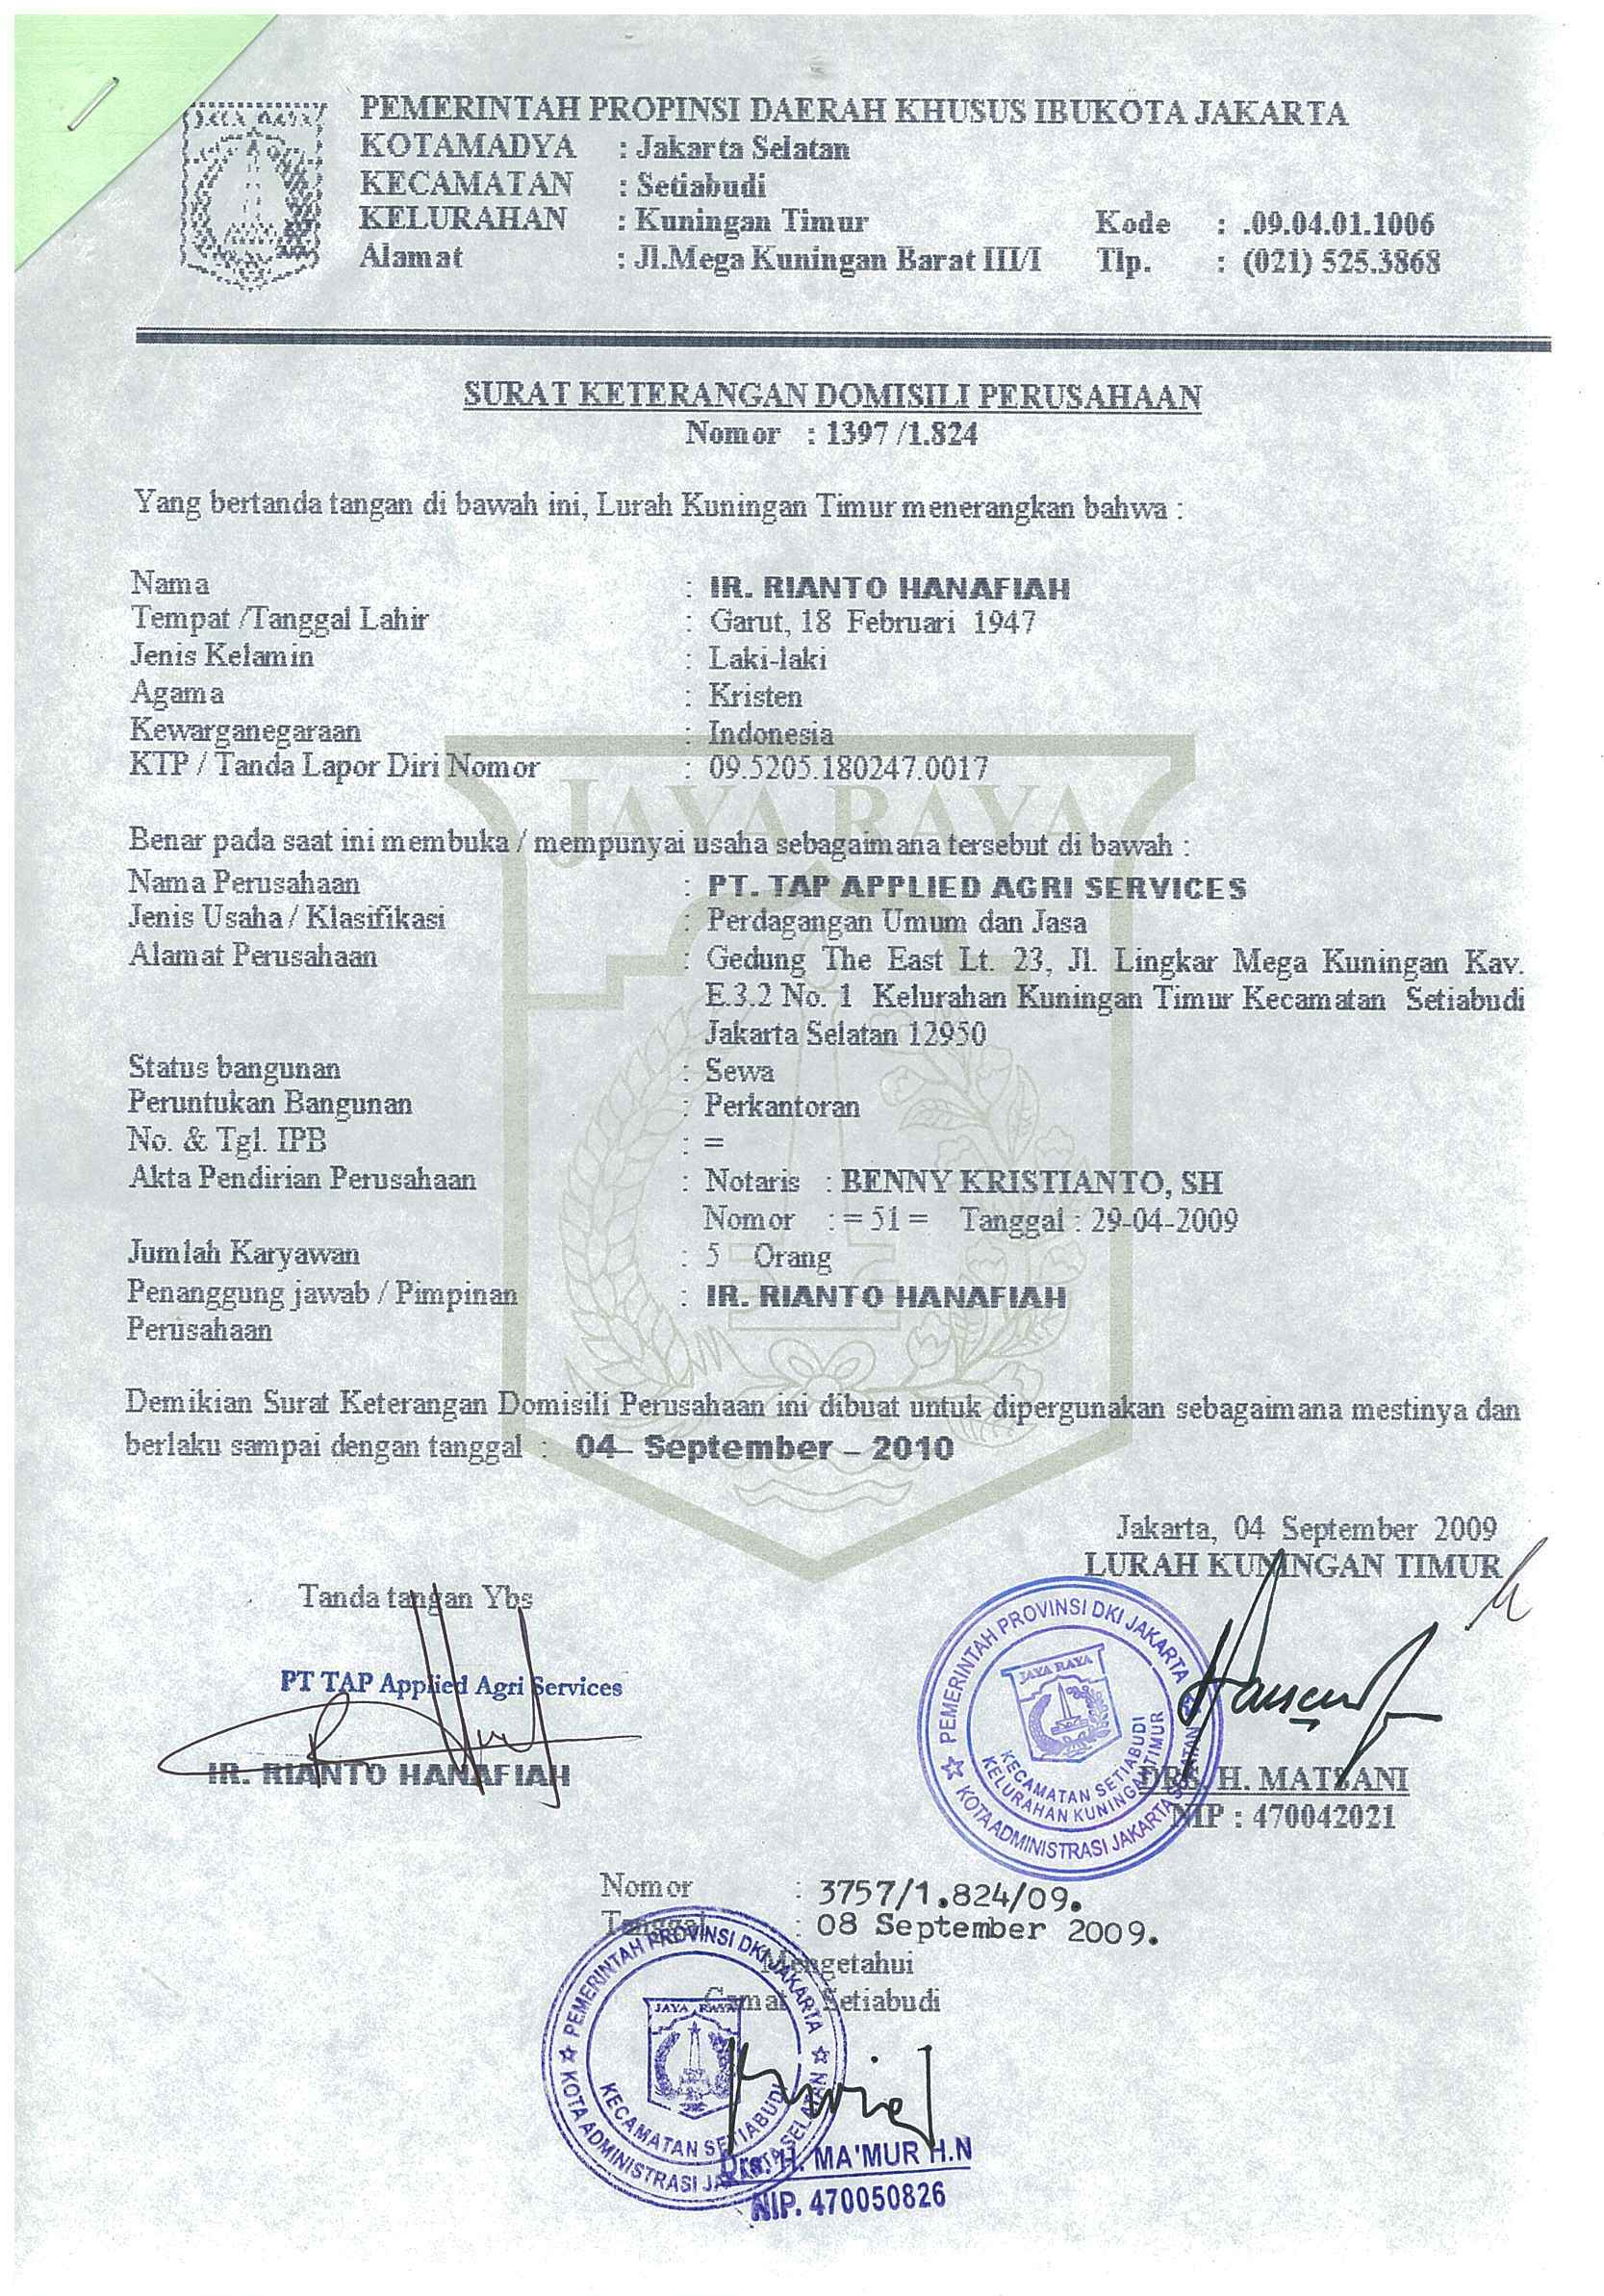 JAYA RAYA
PEMERINTAH PROPINSI DAERAH KHUSUS IBUKOTA JAKARTA
KOTAMADYA : Jakarta Selatan
KECAMATAN : Setiabudi
KELURAHAN : Kuningan Timur Kode : .09.04.01.1006
Alamat : Jl.Mega Kuningan Barat III/I Tlp. : (021) 525.3868
SURAT KETERANGAN DOMISILI PERUSAHAAN
Nomor : 1397 /1.824
Yang bertanda tangan di bawah ini, Lurah Kuningan Timur menerangkan bahwa :
Nama : IR. RIANTO HANAFIAH
Tempat /Tanggal Lahir : Garut, 18 Februari 1947
Jenis Kelamin : Laki-laki
Agama : Kristen
Kewarganegaraan : Indonesia
KTP / Tanda Lapor Diri Nomor : 09.5205.180247.0017
JAYA RAYA
Benar pada saat ini membuka / mempunyai usaha sebagaimana tersebut di bawah :
Nama Perusahaan : PT. TAP APPLIED AGRI SERVICES
Jenis Usaha / Klasifikasi : Perdagangan Umum dan Jasa
Alamat Perusahaan : Gedung The East Lt. 23, Jl. Lingkar Mega Kuningan Kav.
E.3.2 No. 1 Kelurahan Kuningan Timur Kecamatan Setiabudi
Jakarta Selatan 12950
Status bangunan : Sewa
Peruntukan Bangunan : Perkantoran
No. & Tgl. IPB : =
Akta Pendirian Perusahaan : Notaris : BENNY KRISTIANTO, SH
Nomor : = 51 = Tanggal : 29-04-2009
Jumlah Karyawan : 5 Orang
Penanggung jawab / Pimpinan : IR. RIANTO HANAFIAH
Perusahaan
Demikian Surat Keterangan Domisili Perusahaan ini dibuat untuk dipergunakan sebagaimana mestinya dan
berlaku sampai dengan tanggal : 04– September – 2010
Jakarta, 04 September 2009
LURAH KUNINGAN TIMUR
Tanda tangan Ybs
PT TAP Applied Agri Services
IR. RIANTO HANAFIAH
PEMERINTAH PROVINSI DKI JAKARTA
JAYA RAYA
KECAMATAN SETIABUDI
KELURAHAN KUNINGAN TIMUR
KOTA ADMINISTRASI JAKARTA SELATAN
DRS. H. MATSANI
NIP : 470042021
Nomor : 3757/1.824/09.
Tanggal : 08 September 2009.
Mengetahui
Camat Setiabudi
PEMERINTAH PROVINSI DKI JAKARTA
JAYA RAYA
KECAMATAN SETIABUDI
KOTA ADMINISTRASI JAKARTA SELATAN
Drs. H. MA'MUR H.N
NIP. 470050826